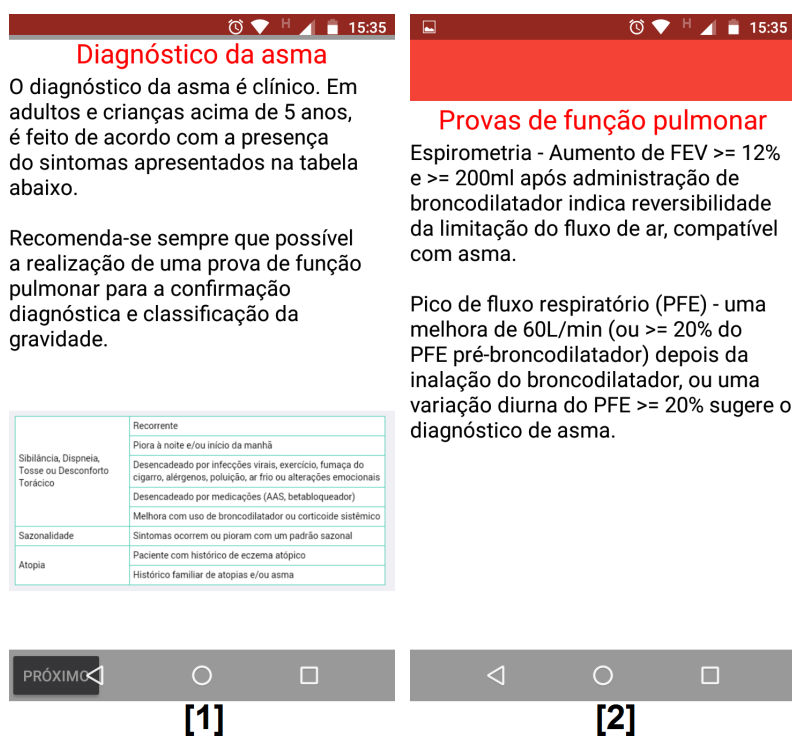 H 15:35
Diagnóstico da asma
O diagnóstico da asma é clínico. Em
adultos e crianças acima de 5 anos,
é feito de acordo com a presença
do sintomas apresentados na tabela
abaixo.
Recomenda-se sempre que possível
a realização de uma prova de função
pulmonar para a confirmação
diagnóstica e classificação da
gravidade.
Sibilância, Dispneia,
Tosse ou Desconforto
Torácico
Recorrente
Piora à noite e/ou início da manhã
Desencadeado por infecções virais, exercício, fumaça do
cigarro, alérgenos, poluição, ar frio ou alterações emocionais
Desencadeado por medicações (AAS, betabloqueador)
Melhora com uso de broncodilatador ou corticoide sistêmico
Sazonalidade
Sintomas ocorrem ou pioram com um padrão sazonal
Atopia
Paciente com histórico de eczema atópico
Histórico familiar de atopias e/ou asma
PRÓXIMO
[1]
H 15:35
Provas de função pulmonar
Espirometria - Aumento de FEV >= 12%
e >= 200ml após administração de
broncodilatador indica reversibilidade
da limitação do fluxo de ar, compatível
com asma.
Pico de fluxo respiratório (PFE) - uma
melhora de 60L/min (ou >= 20% do
PFE pré-broncodilatador) depois da
inalação do broncodilatador, ou uma
variação diurna do PFE >= 20% sugere o
diagnóstico de asma.
[2]